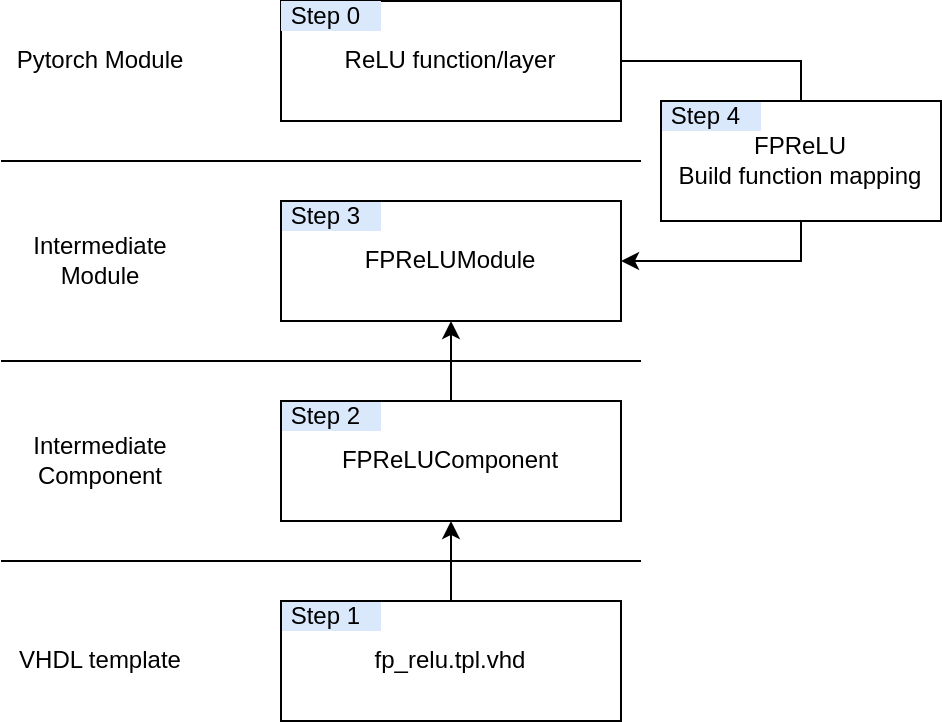 Step 0
Pytorch Module
ReLU function/layer
Step 4
FPReLU
Build function mapping
Step 3
Intermediate
Module
FPReLUModule
Step 2
Intermediate
Component
FPReLUComponent
Step 1
VHDL template
fp_relu.tpl.vhd